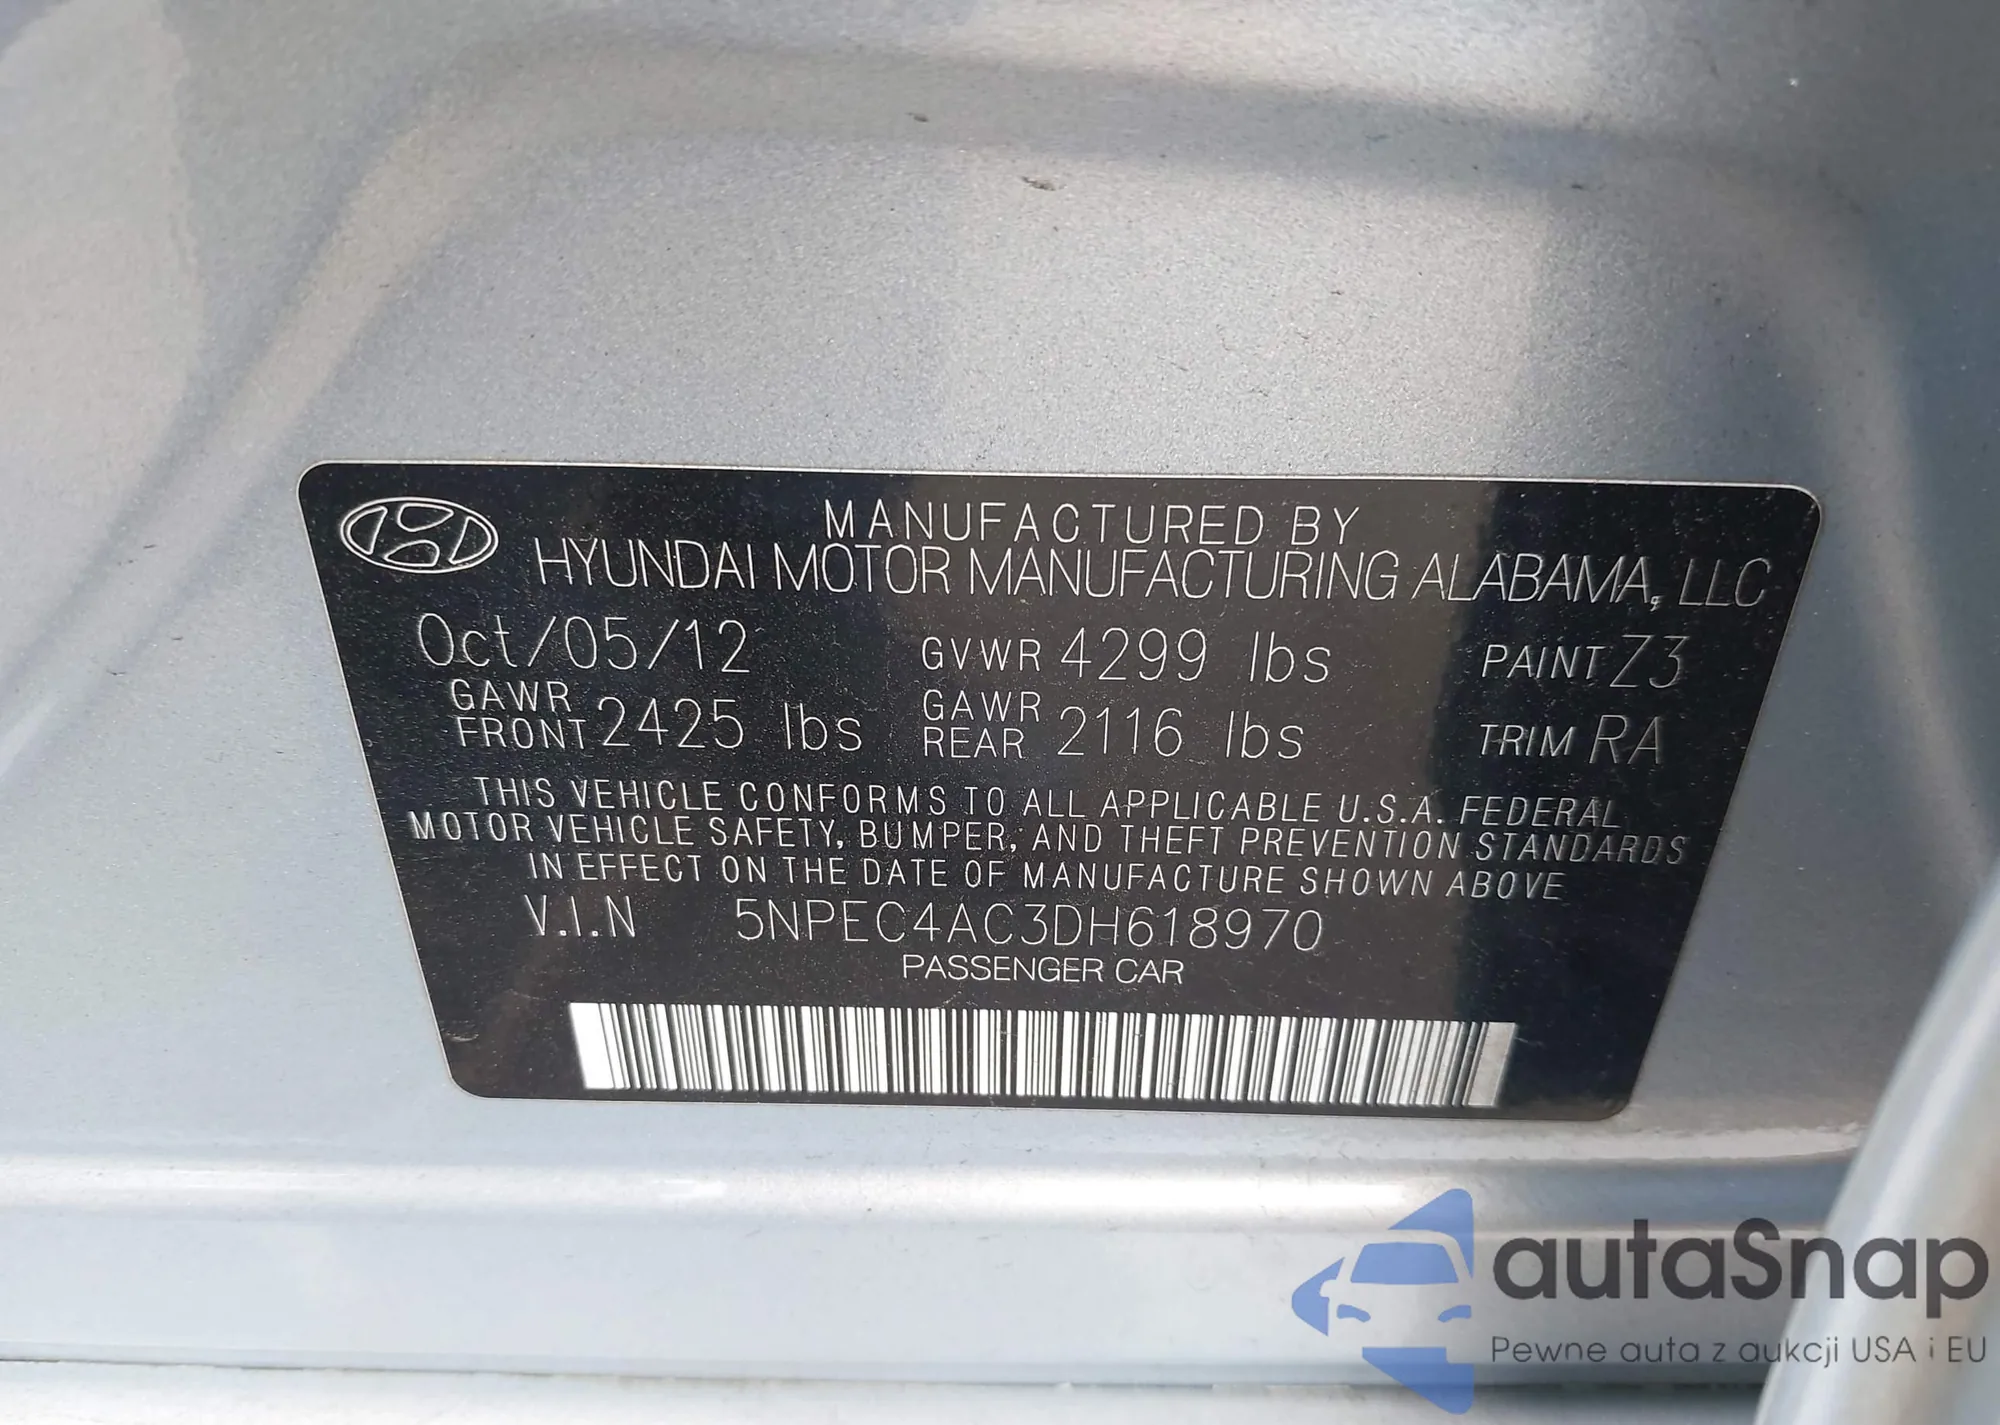 MANUFACTURED BY
HYUNDAI MOTOR MANUFACTURING ALABAMA, LLC
Oct/05/12 GVWR 4299 lbs PAINT Z3
GAWR FRONT 2425 lbs GAWR REAR 2116 lbs TRIM RA
THIS VEHICLE CONFORMS TO ALL APPLICABLE U.S.A. FEDERAL
MOTOR VEHICLE SAFETY, BUMPER, AND THEFT PREVENTION STANDARDS
IN EFFECT ON THE DATE OF MANUFACTURE SHOWN ABOVE
V.I.N 5NPEC4AC3DH618970
PASSENGER CAR
autaSnap
Pewne auta z aukcji USA i EU